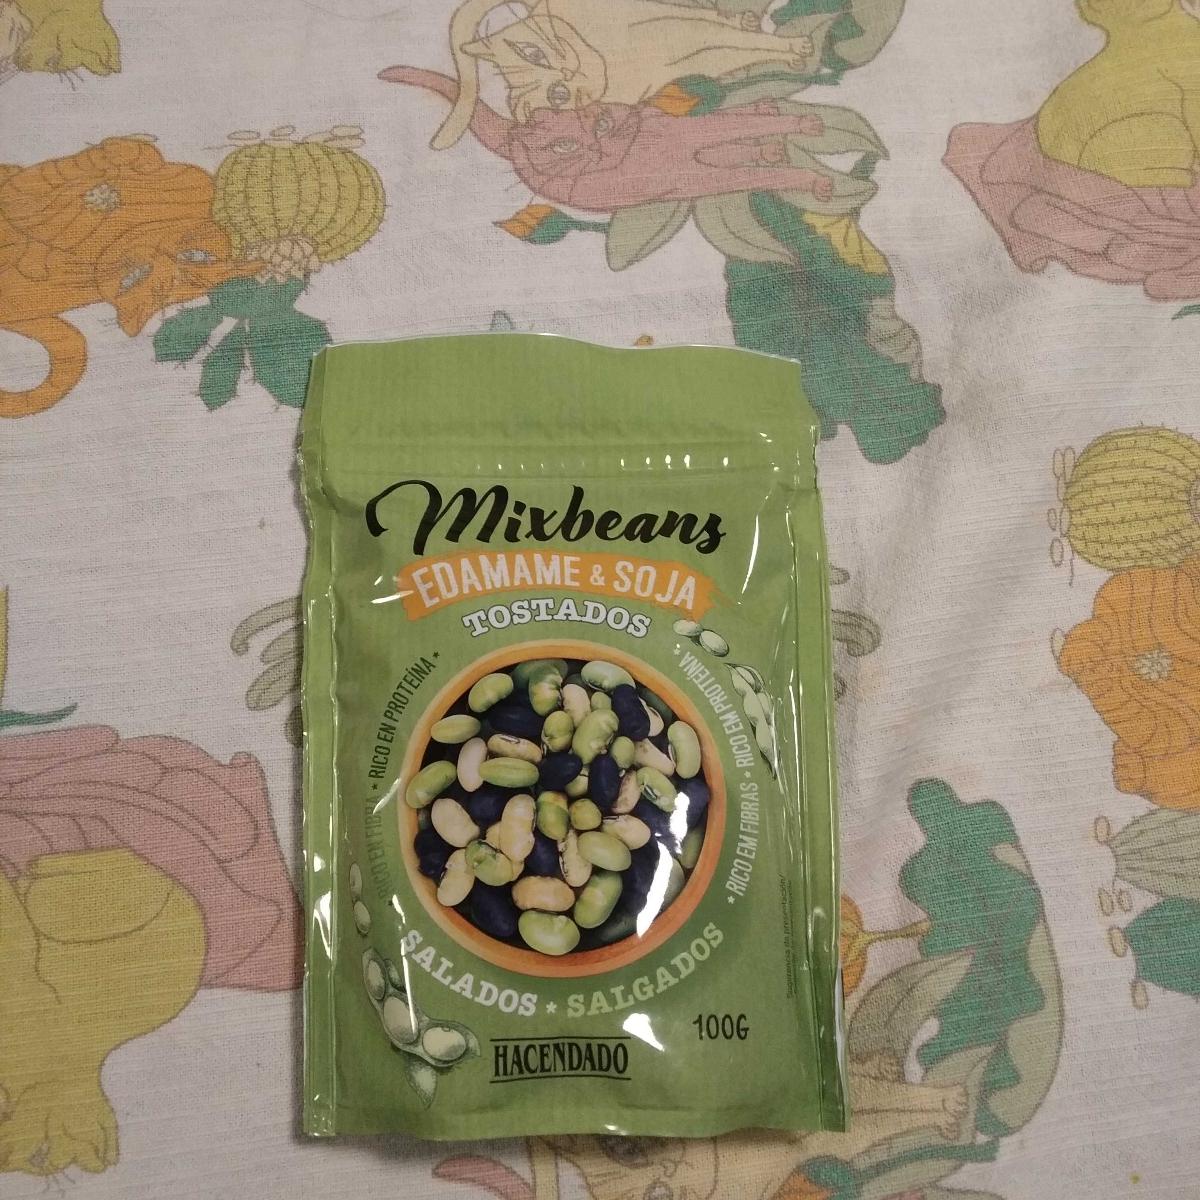 Mixbeans
EDAMAME & SOJA
TOSTADOS
* RICO EN FIBRA * RICO EN PROTEÍNA *
* RICO EM FIBRAS * RICO EM PROTEÍNA *
SALADOS * SALGADOS
100G
HACENDADO